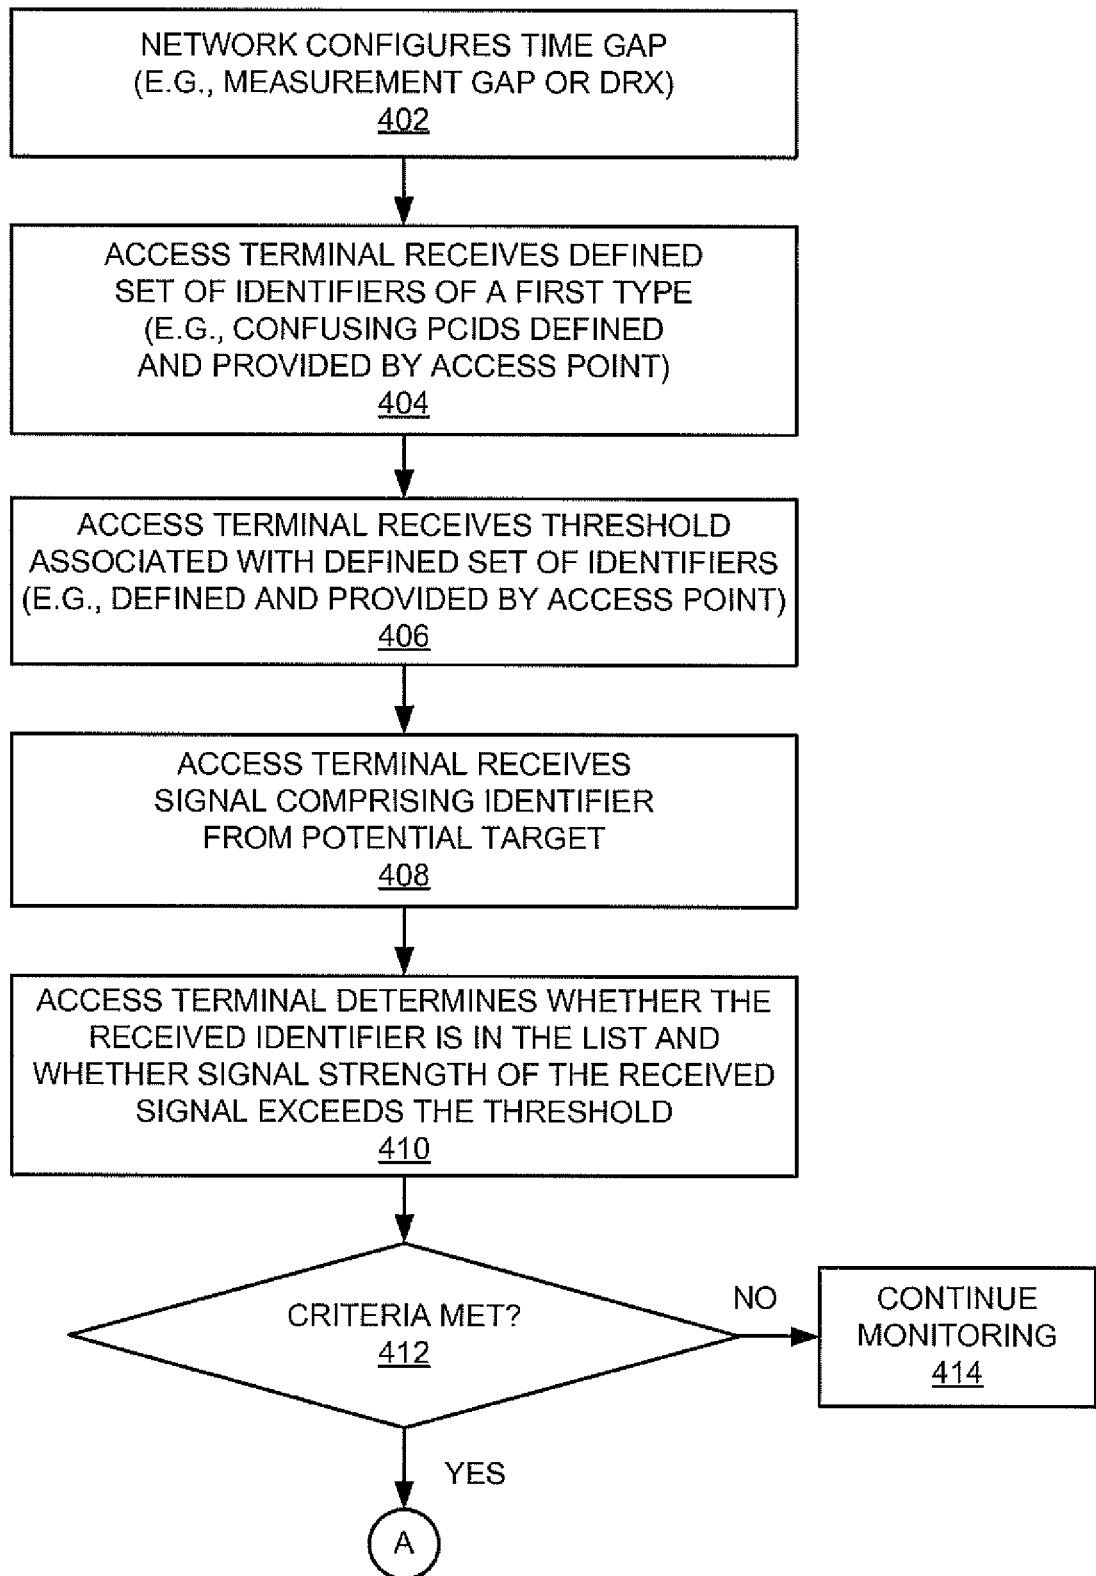 NETWORK CONFIGURES TIME GAP
(E.G., MEASUREMENT GAP OR DRX)
402
ACCESS TERMINAL RECEIVES DEFINED
SET OF IDENTIFIERS OF A FIRST TYPE
(E.G., CONFUSING PCIDS DEFINED
AND PROVIDED BY ACCESS POINT)
404
ACCESS TERMINAL RECEIVES THRESHOLD
ASSOCIATED WITH DEFINED SET OF IDENTIFIERS
(E.G., DEFINED AND PROVIDED BY ACCESS POINT)
406
ACCESS TERMINAL RECEIVES
SIGNAL COMPRISING IDENTIFIER
FROM POTENTIAL TARGET
408
ACCESS TERMINAL DETERMINES WHETHER THE
RECEIVED IDENTIFIER IS IN THE LIST AND
WHETHER SIGNAL STRENGTH OF THE RECEIVED
SIGNAL EXCEEDS THE THRESHOLD
410
CRITERIA MET?
412
NO
CONTINUE
MONITORING
414
YES
A